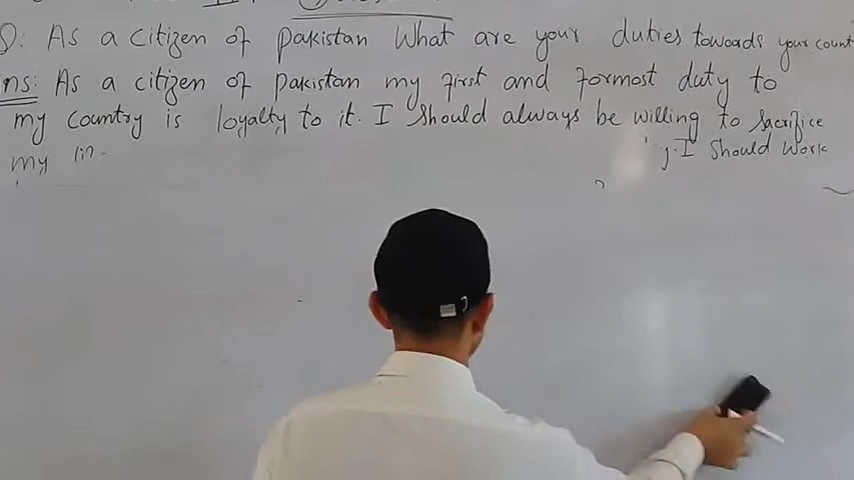 Q: As a citizen of Pakistan What are your duties towards your count
ns: As a citizen of Pakistan my first and formost duty to
my country is loyalty to it. I should always be willing to sacrifice
my
I should work